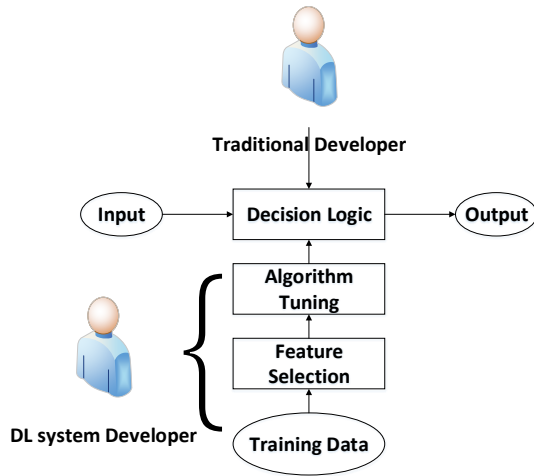 Traditional Developer
Input
Decision Logic
Output
Algorithm
Tuning
Feature
Selection
DL system Developer
Training Data